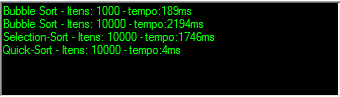 Bubble Sort - Itens: 1000 - tempo:189ms
Bubble Sort - Itens: 10000 - tempo:2194ms
Selection-Sort - Itens: 10000 - tempo:1746ms
Quick-Sort - Itens: 10000 - tempo:4ms